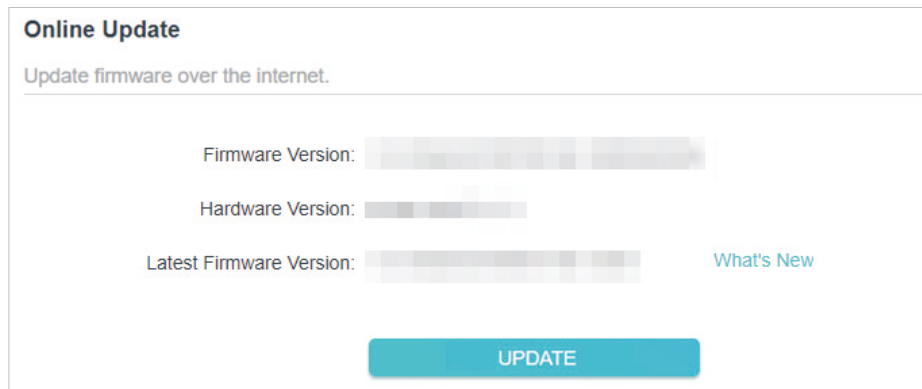 Online Update
Update firmware over the internet.
Firmware Version:
Hardware Version:
Latest Firmware Version: What's New
UPDATE